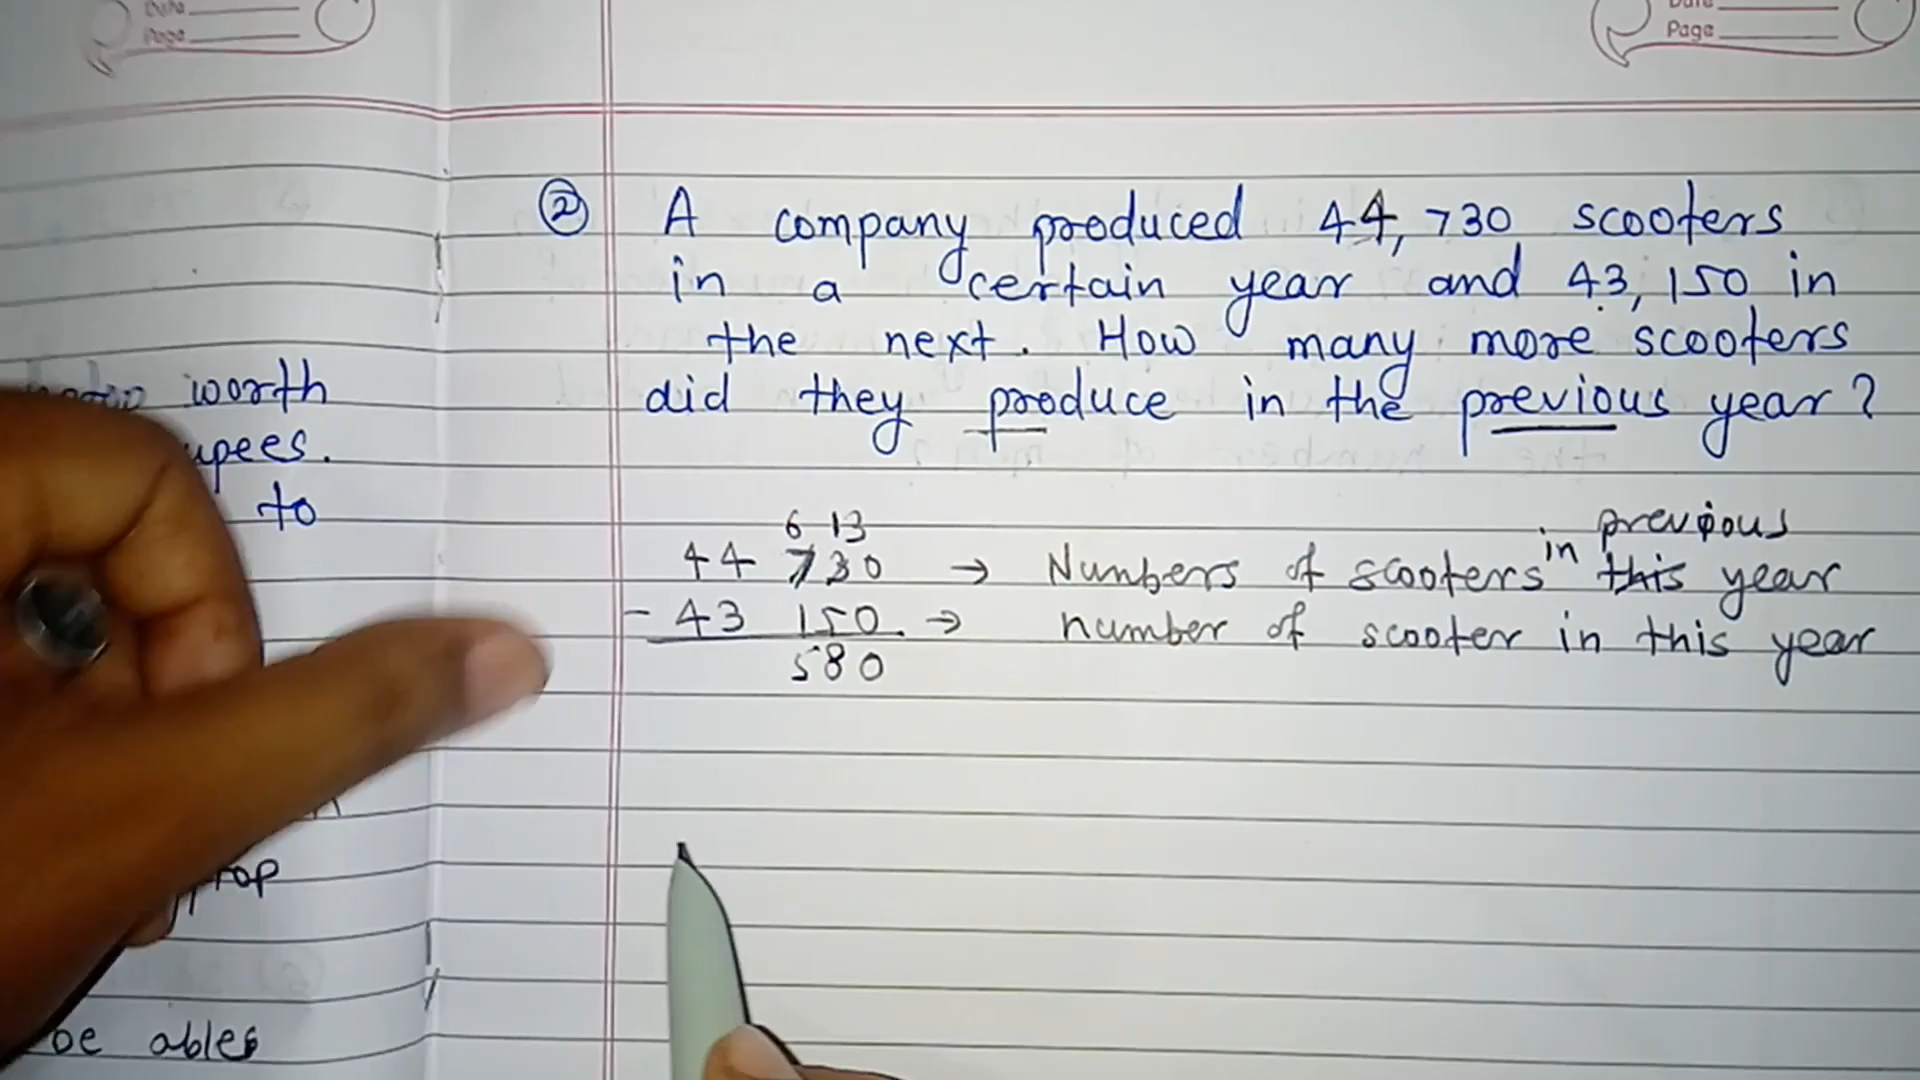 Date
Page
Date
Page
worth
upees.
to
be ables
② A company produced 44,730 scooters
in a certain year and 43,150 in
the next. How many more scooters
did they produce in the previous year?
6 13 previous
44 730 → Numbers of scooters in this year
- 43 150. → number of scooter in this year
580